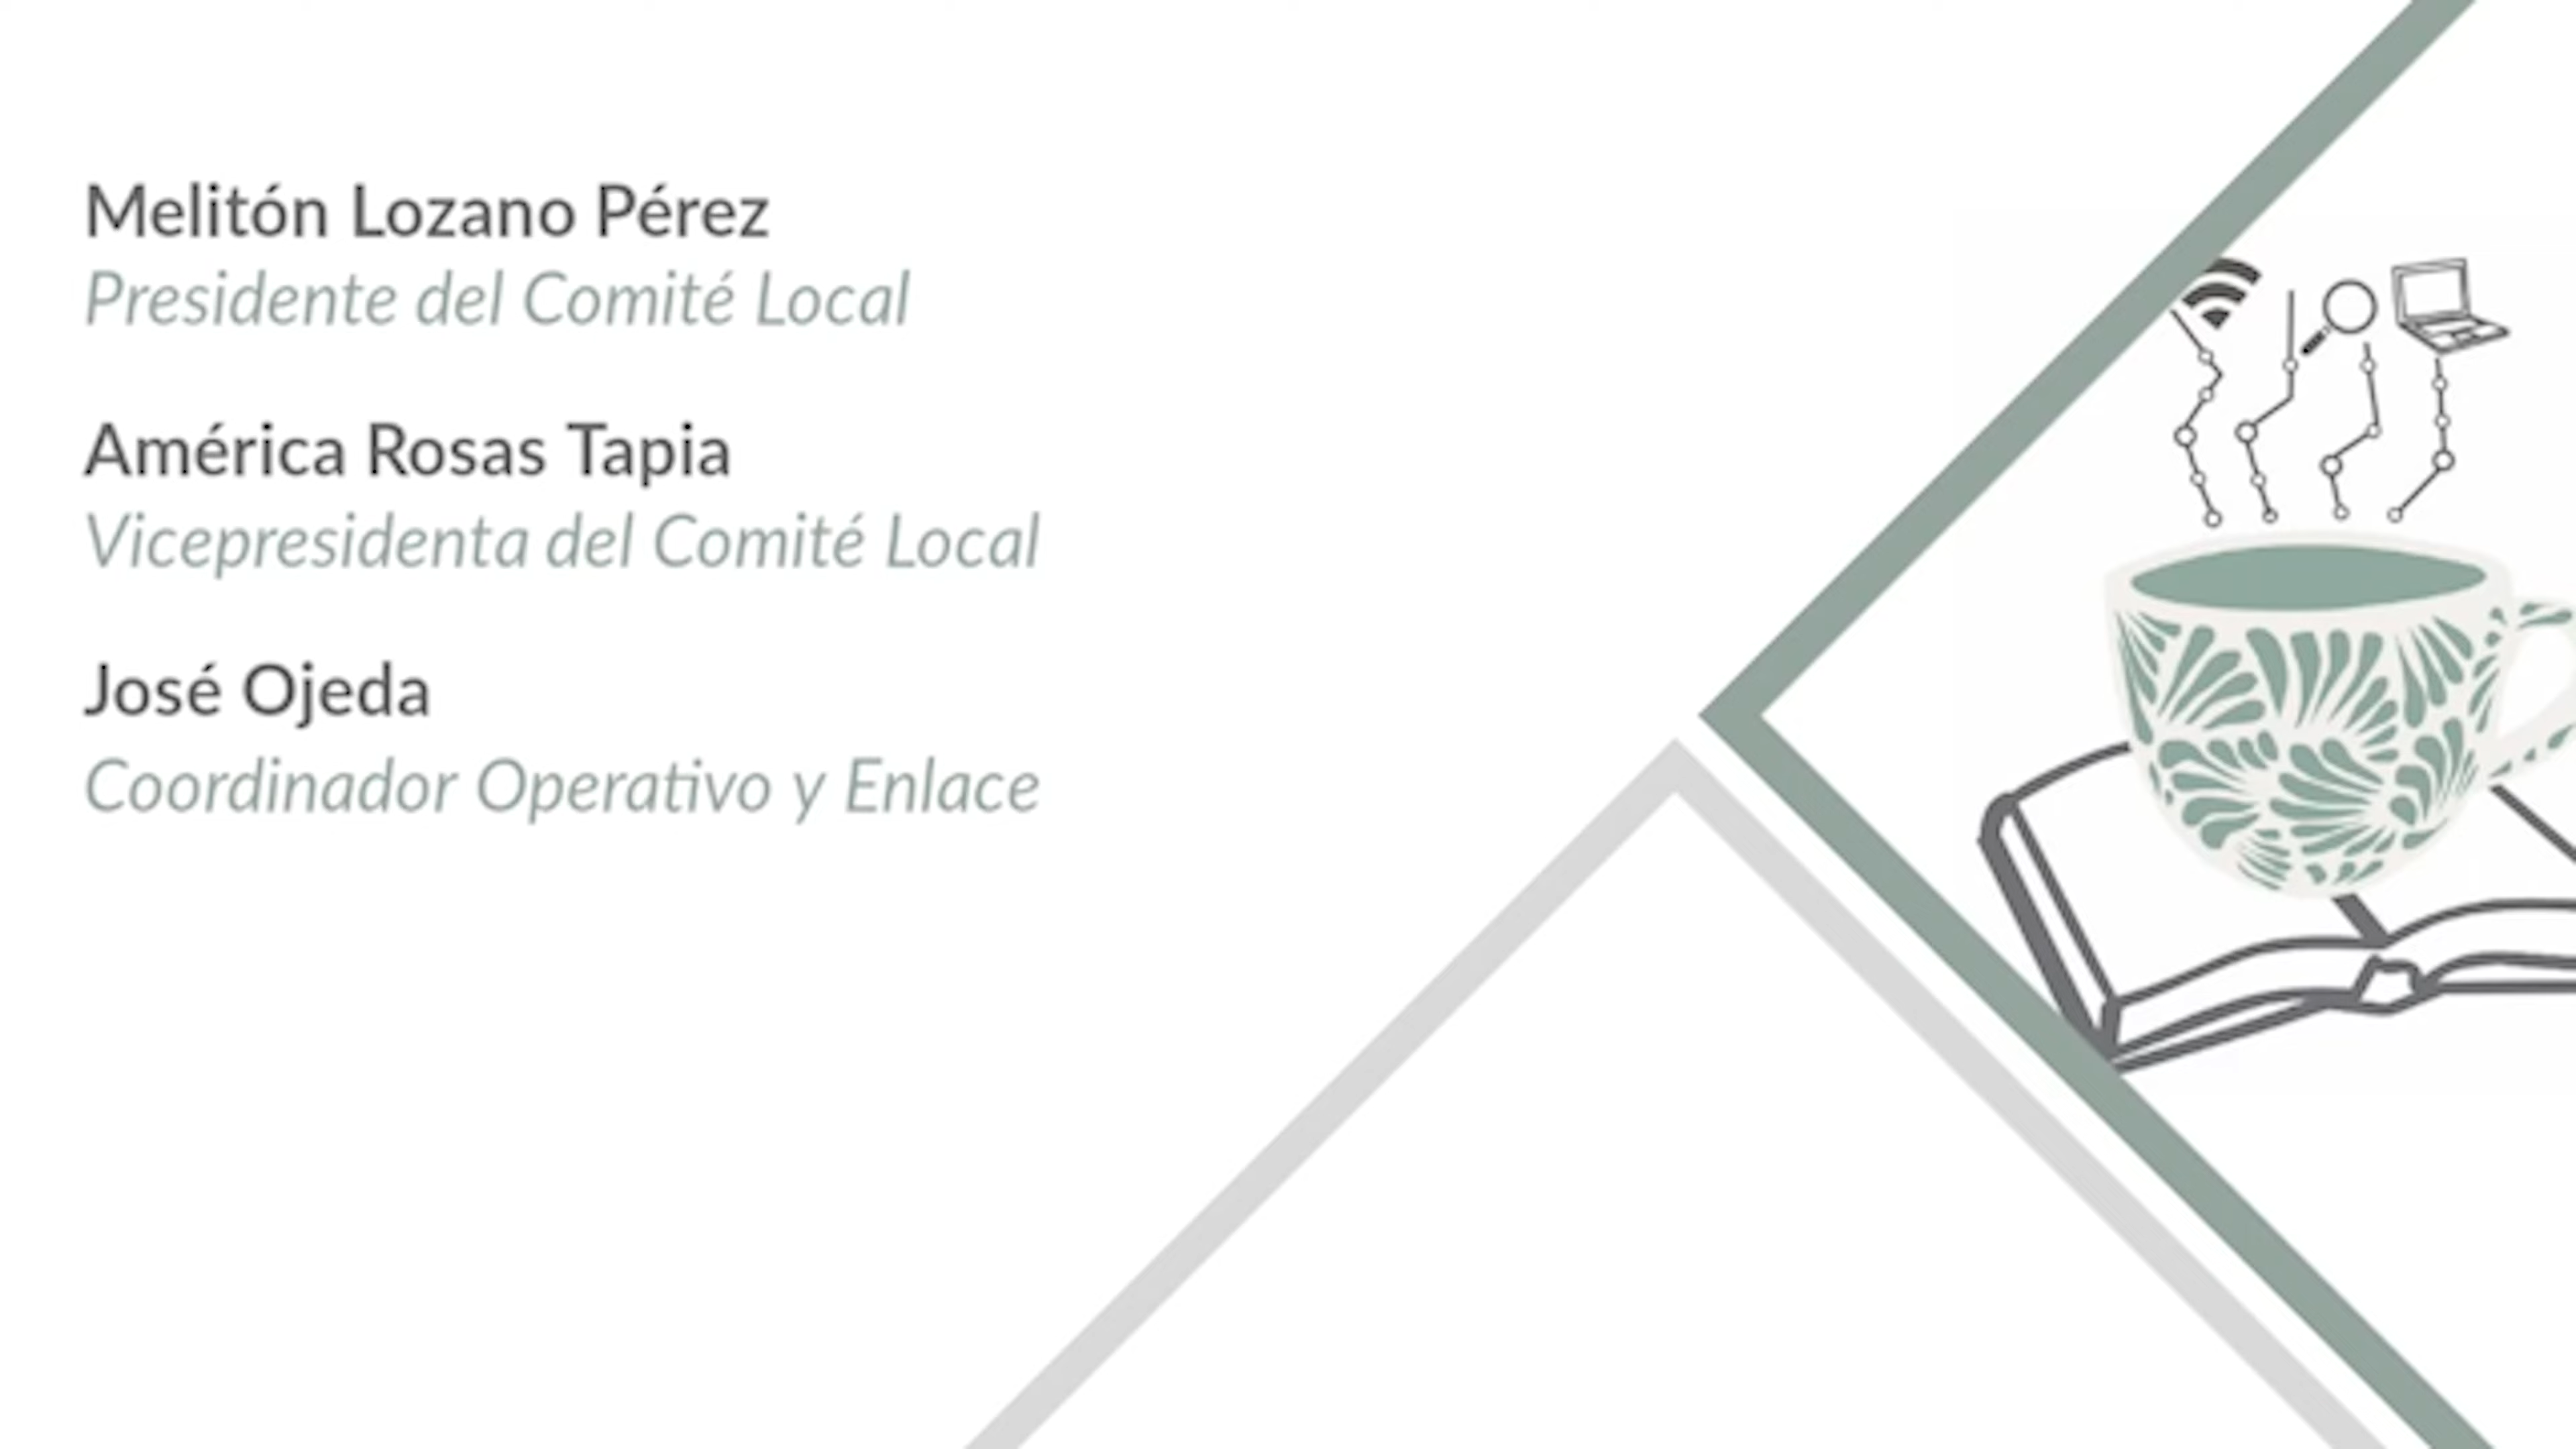 Melitón Lozano Pérez
Presidente del Comité Local
América Rosas Tapia
Vicepresidenta del Comité Local
José Ojeda
Coordinador Operativo y Enlace